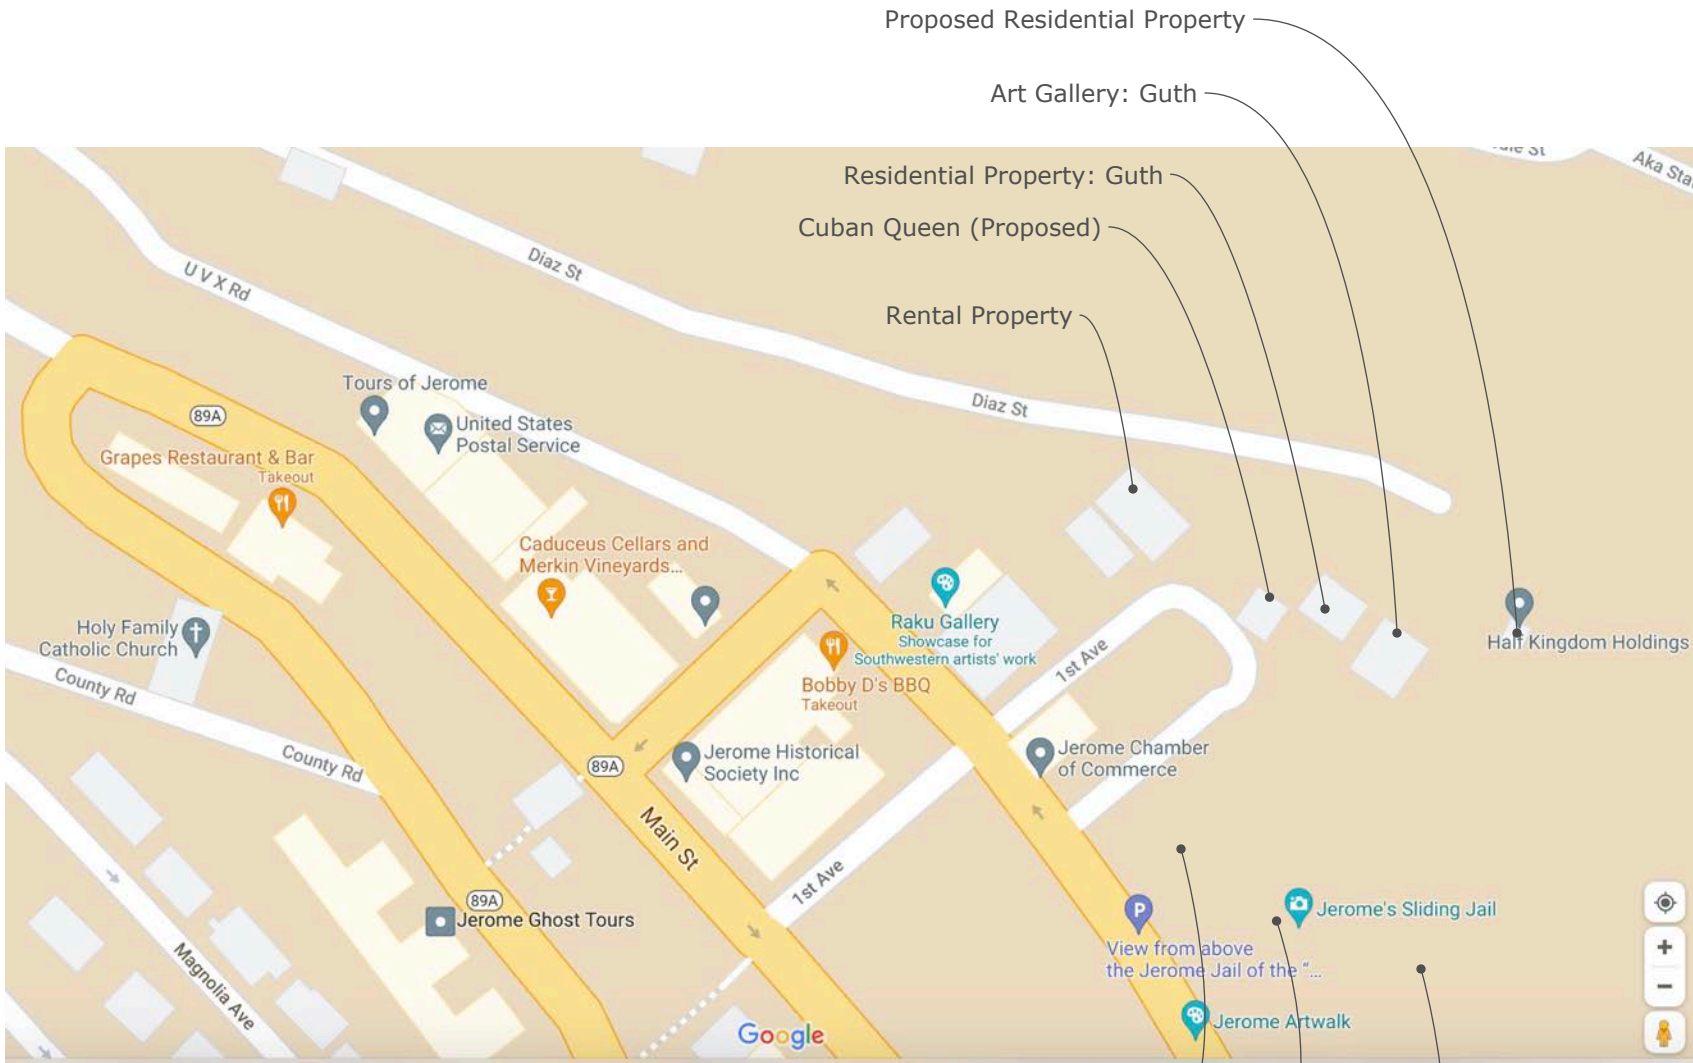 Proposed Residential Property
Art Gallery: Guth
Residential Property: Guth
Cuban Queen (Proposed)
Rental Property
Aka
U V X Rd
Diaz St
Diaz St
Tours of Jerome
89A
United States
Postal Service
Grapes Restaurant & Bar
Takeout
Caduceus Cellars and
Merkin Vineyards...
Holy Family
Catholic Church
Raku Gallery
Showcase for
Southwestern artists' work
1st Ave
Half Kingdom Holdings
Bobby D's BBQ
Takeout
County Rd
County Rd
89A
Jerome Historical
Society Inc
Jerome Chamber
of Commerce
Main St
1st Ave
89A
Jerome Ghost Tours
Magnolia Ave
P
View from above
the Jerome Jail of the “...
Jerome's Sliding Jail
Jerome Artwalk
Google
+
−